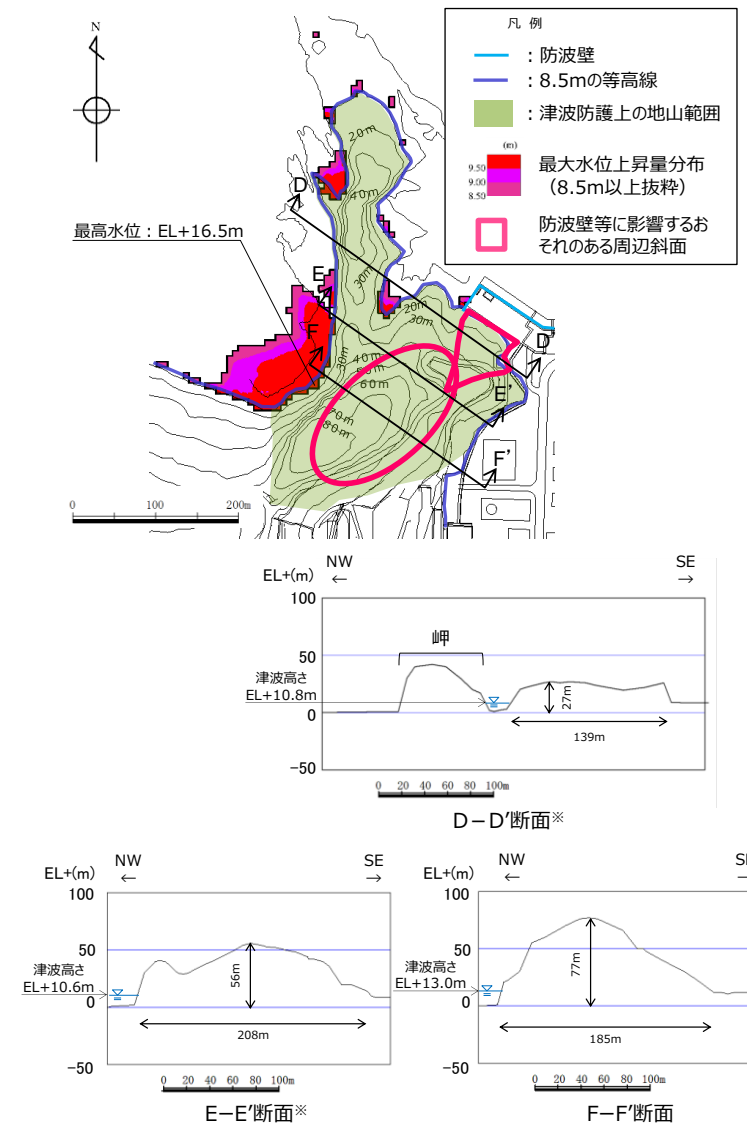 凡 例
：防波壁
：8.5mの等高線
：津波防護上の地山範囲
(m)
9.50
9.00
8.50
最大水位上昇量分布
（8.5m以上抜粋）
防波壁等に影響するお
それのある周辺斜面
N
20m
40m
D
最高水位：EL+16.5m
E
30m
20m
30m
F
30m
40m
60m
D'
E'
70m
80m
F'
0 100 200m
NW
←
SE
→
EL+(m)
100
50
0
-50
岬
津波高さ
EL+10.8m
27m
139m
0 20 40 60 80 100m
D－D'断面※
NW
←
SE
→
EL+(m)
100
50
0
-50
津波高さ
EL+10.6m
56m
208m
0 20 40 60 80 100m
E－E'断面※
NW
←
→
EL+(m)
100
50
0
-50
津波高さ
EL+13.0m
77m
185m
0 20 40 60 80 100m
F－F'断面